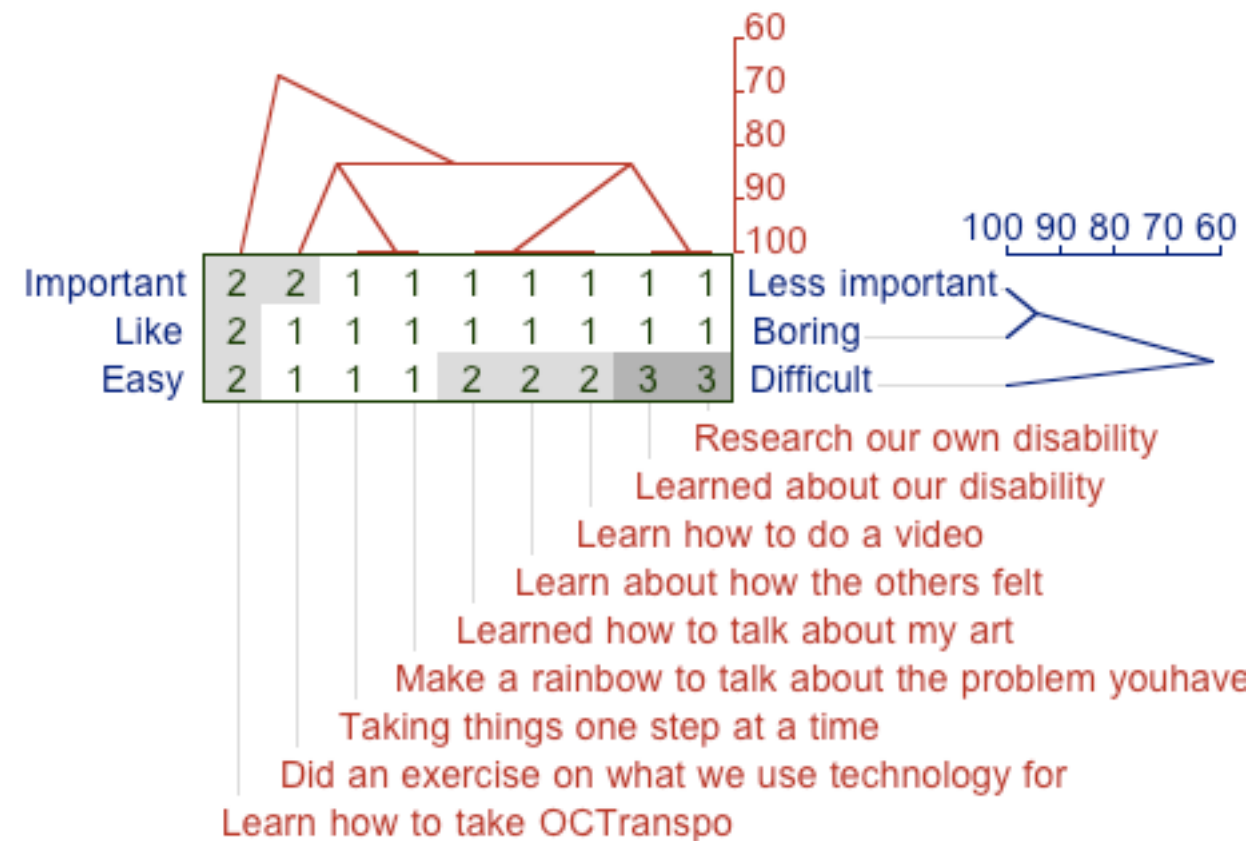 60
70
80
90
100
100 90 80 70 60
Important 2 2 1 1 1 1 1 1 1 Less important
Like 2 1 1 1 1 1 1 1 1 Boring
Easy 2 1 1 1 2 2 2 3 3 Difficult
Research our own disability
Learned about our disability
Learn how to do a video
Learn about how the others felt
Learned how to talk about my art
Make a rainbow to talk about the problem youhave
Taking things one step at a time
Did an exercise on what we use technology for
Learn how to take OCTranspo